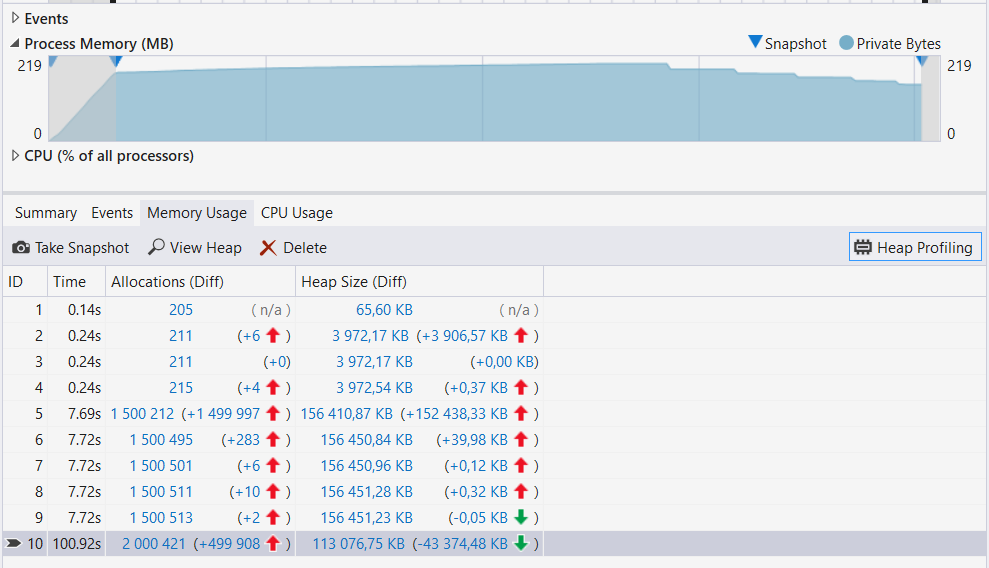 Events
Process Memory (MB)
Snapshot Private Bytes
219 219
0 0
CPU (% of all processors)
Summary Events Memory Usage CPU Usage
Take Snapshot View Heap Delete Heap Profiling
ID Time Allocations (Diff) Heap Size (Diff)
1 0.14s 205 ( n/a ) 65,60 KB ( n/a )
2 0.24s 211 (+6 ) 3 972,17 KB (+3 906,57 KB )
3 0.24s 211 (+0) 3 972,17 KB (+0,00 KB)
4 0.24s 215 (+4 ) 3 972,54 KB (+0,37 KB )
5 7.69s 1 500 212 (+1 499 997 ) 156 410,87 KB (+152 438,33 KB )
6 7.72s 1 500 495 (+283 ) 156 450,84 KB (+39,98 KB )
7 7.72s 1 500 501 (+6 ) 156 450,96 KB (+0,12 KB )
8 7.72s 1 500 511 (+10 ) 156 451,28 KB (+0,32 KB )
9 7.72s 1 500 513 (+2 ) 156 451,23 KB (-0,05 KB )
10 100.92s 2 000 421 (+499 908 ) 113 076,75 KB (-43 374,48 KB )